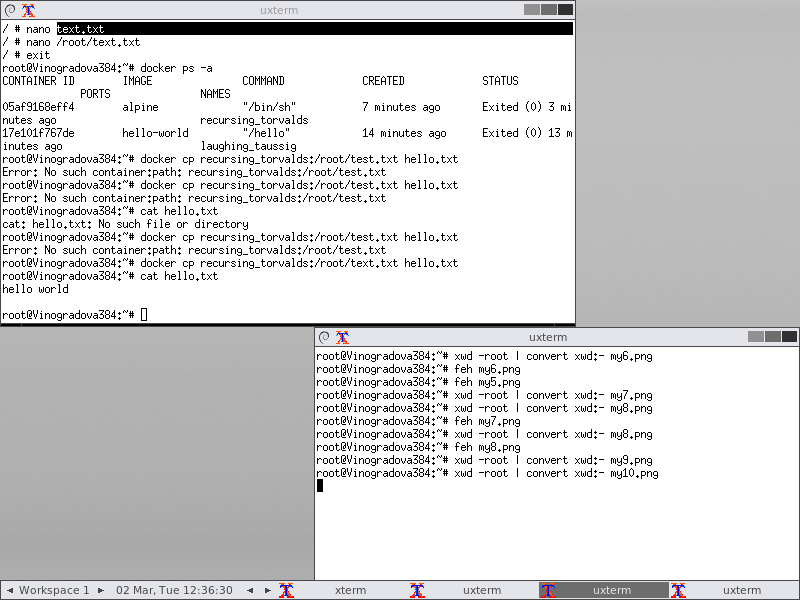 uxterm
/ # nano text.txt
/ # nano /root/text.txt
/ # exit
root@Vinogradova384:~# docker ps -a
CONTAINER ID        IMAGE               COMMAND             CREATED             STATUS
             PORTS               NAMES
05af9168eff4        alpine              "/bin/sh"           7 minutes ago       Exited (0) 3 mi
nutes ago                        recursing_torvalds
17e101f767de        hello-world         "/hello"            14 minutes ago      Exited (0) 13 m
inutes ago                       laughing_taussig
root@Vinogradova384:~# docker cp recursing_torvalds:/root/test.txt hello.txt
Error: No such container:path: recursing_torvalds:/root/test.txt
root@Vinogradova384:~# docker cp recursing_torvalds:/root/test.txt hello.txt
Error: No such container:path: recursing_torvalds:/root/test.txt
root@Vinogradova384:~# cat hello.txt
cat: hello.txt: No such file or directory
root@Vinogradova384:~# docker cp recursing_torvalds:/root/test.txt hello.txt
Error: No such container:path: recursing_torvalds:/root/test.txt
root@Vinogradova384:~# docker cp recursing_torvalds:/root/text.txt hello.txt
root@Vinogradova384:~# cat hello.txt
hello world
root@Vinogradova384:~#
uxterm
root@Vinogradova384:~# xwd -root | convert xwd:- my6.png
root@Vinogradova384:~# feh my6.png
root@Vinogradova384:~# feh my5.png
root@Vinogradova384:~# xwd -root | convert xwd:- my7.png
root@Vinogradova384:~# xwd -root | convert xwd:- my8.png
root@Vinogradova384:~# feh my7.png
root@Vinogradova384:~# xwd -root | convert xwd:- my8.png
root@Vinogradova384:~# feh my8.png
root@Vinogradova384:~# xwd -root | convert xwd:- my9.png
root@Vinogradova384:~# xwd -root | convert xwd:- my10.png
Workspace 1 02 Mar, Tue 12:36:30 xterm uxterm uxterm uxterm